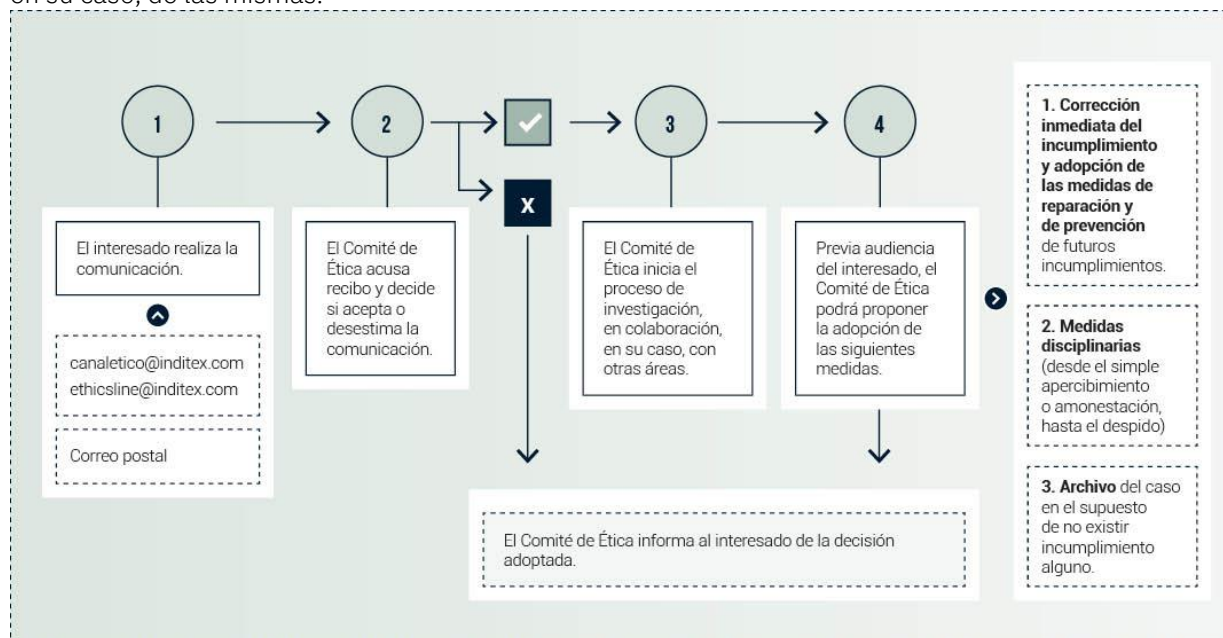 en su caso, de las mismas.
1
2
3
4
X
El interesado realiza la
comunicación.
canaletico@inditex.com
ethicsline@inditex.com
Correo postal
El Comité de
Ética acusa
recibo y decide
si acepta o
desestima la
comunicación.
El Comité de
Ética inicia el
proceso de
investigación,
en colaboración,
en su caso, con
otras áreas.
Previa audiencia
del interesado, el
Comité de Ética
podrá proponer
la adopción de
las siguientes
medidas.
1. Corrección
inmediata del
incumplimiento
y adopción de
las medidas de
reparación y
de prevención
de futuros
incumplimientos.
2. Medidas
disciplinarias
(desde el simple
apercibimiento
o amonestación,
hasta el despido)
3. Archivo del caso
en el supuesto
de no existir
incumplimiento
alguno.
El Comité de Ética informa al interesado de la decisión
adoptada.